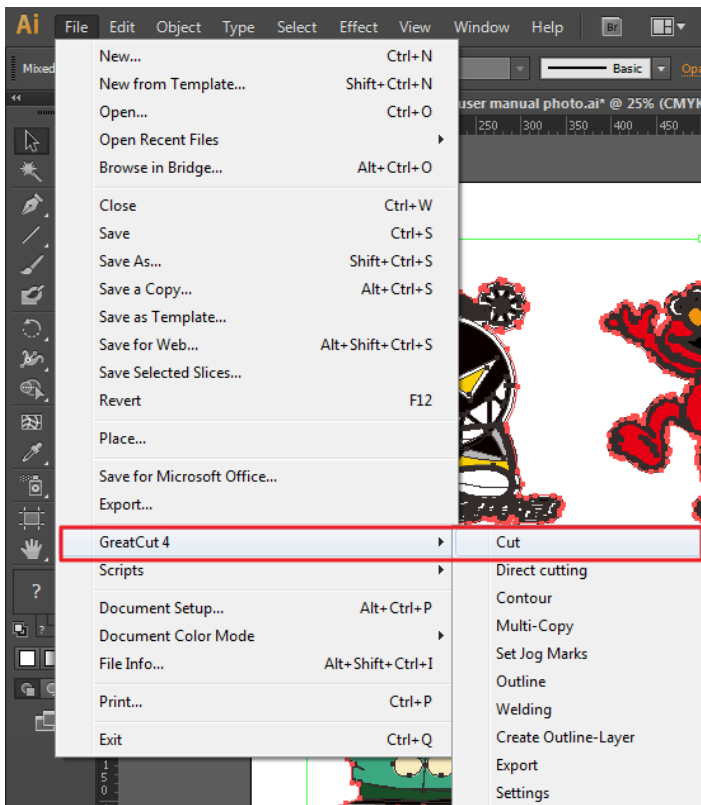 Ai File Edit Object Type Select Effect View Window Help Br
Mixed Basic Opa
user manual photo.ai* @ 25% (CMYK
250 300 350 400 450
New... Ctrl+N
New from Template... Shift+Ctrl+N
Open... Ctrl+O
Open Recent Files
Browse in Bridge... Alt+Ctrl+O
Close Ctrl+W
Save Ctrl+S
Save As... Shift+Ctrl+S
Save a Copy... Alt+Ctrl+S
Save as Template...
Save for Web... Alt+Shift+Ctrl+S
Save Selected Slices...
Revert F12
Place...
Save for Microsoft Office...
Export...
GreatCut 4 Cut
Scripts Direct cutting
Contour
Document Setup... Alt+Ctrl+P
Multi-Copy
Document Color Mode
Set Jog Marks
File Info... Alt+Shift+Ctrl+I
Outline
Print... Ctrl+P
Welding
Exit Ctrl+Q
Create Outline-Layer
Export
Settings
?
?
1
5
0